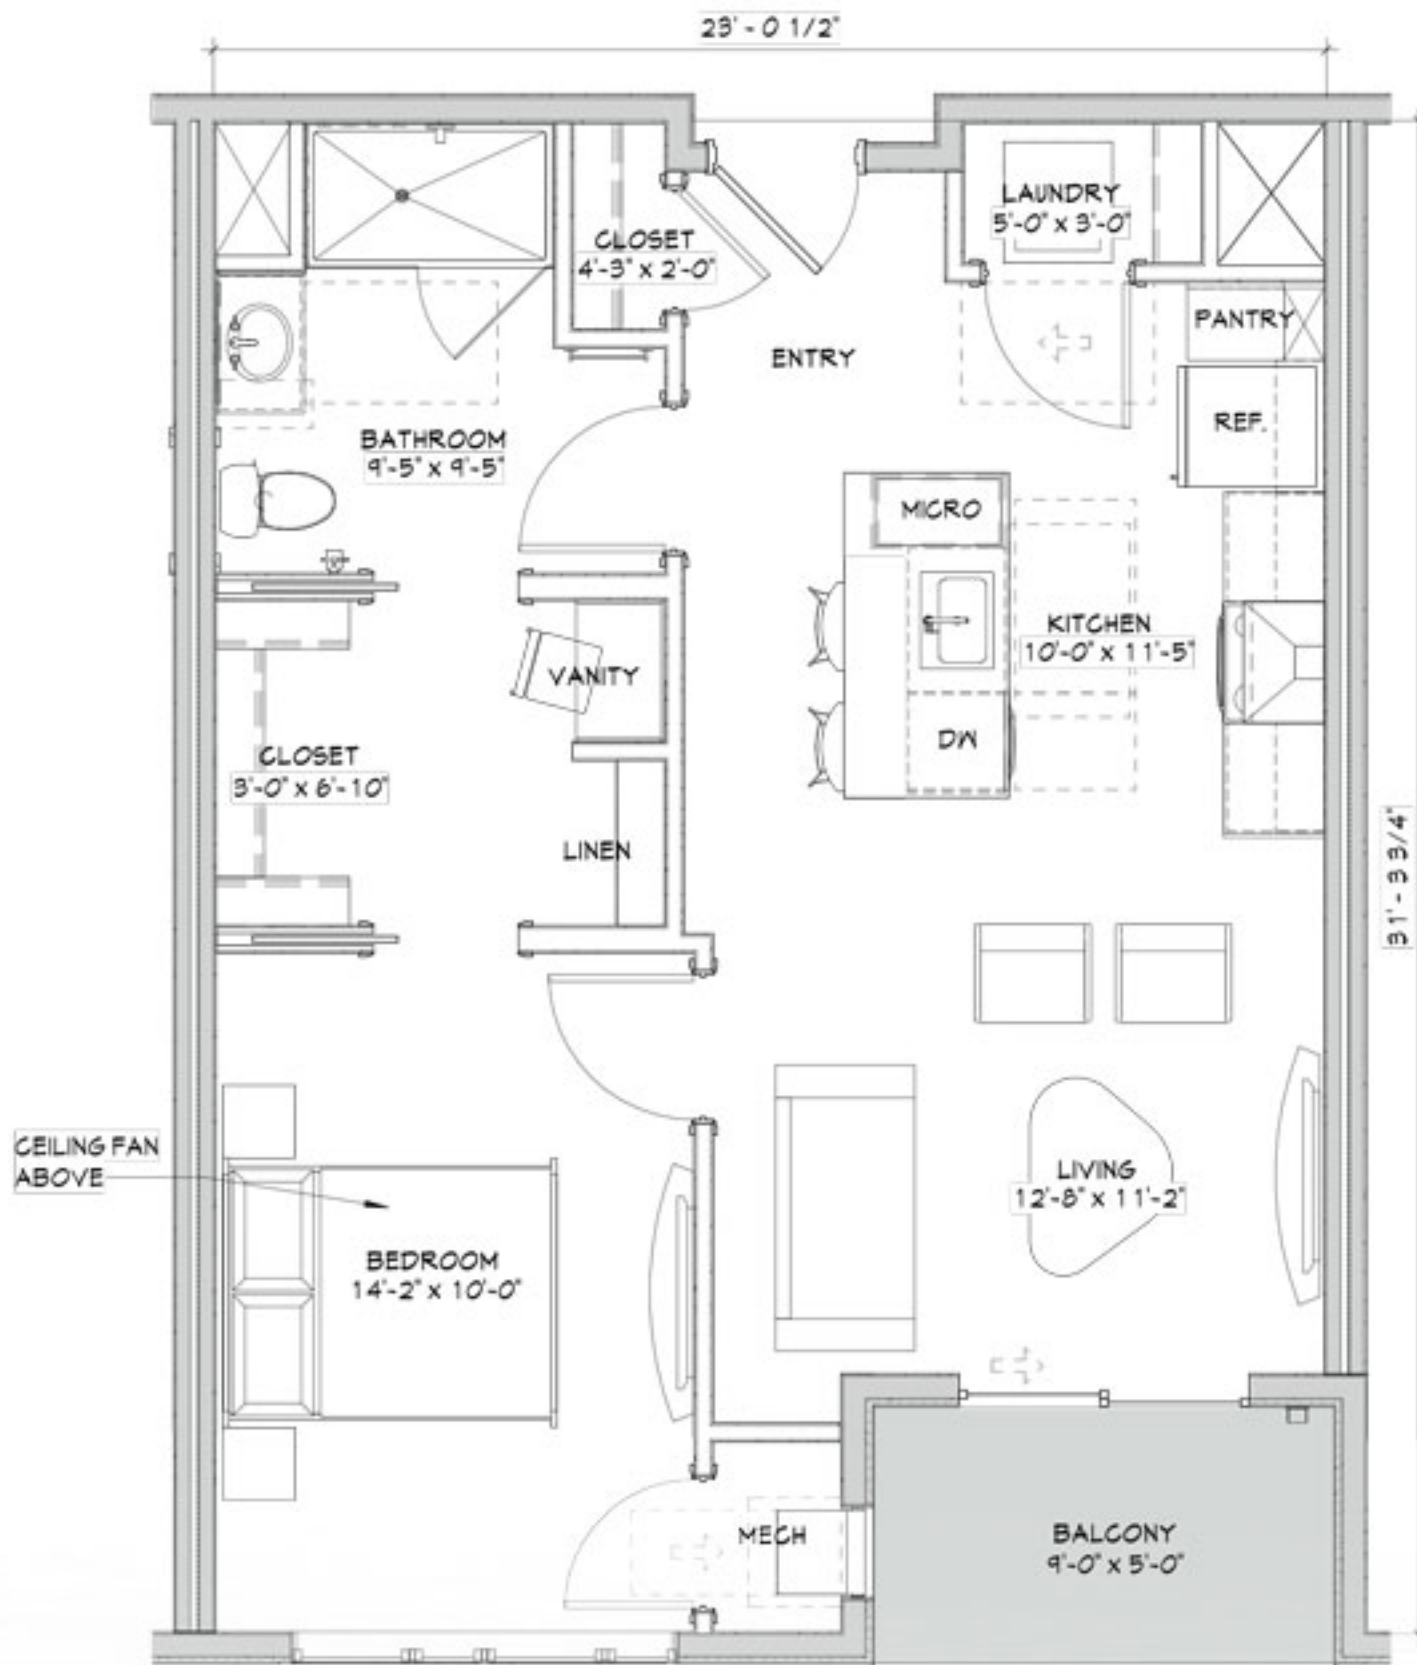 23' - 0 1/2"
LAUNDRY
5'-0" x 3'-0"
CLOSET
4'-3" x 2'-0"
PANTRY
ENTRY
REF.
BATHROOM
9'-5" x 9'-5"
MICRO
KITCHEN
10'-0" x 11'-5"
VANITY
DW
CLOSET
3'-0" x 6'-10"
LINEN
31' - 3 3/4"
CEILING FAN
ABOVE
LIVING
12'-8" x 11'-2"
BEDROOM
14'-2" x 10'-0"
MECH
BALCONY
9'-0" x 5'-0"